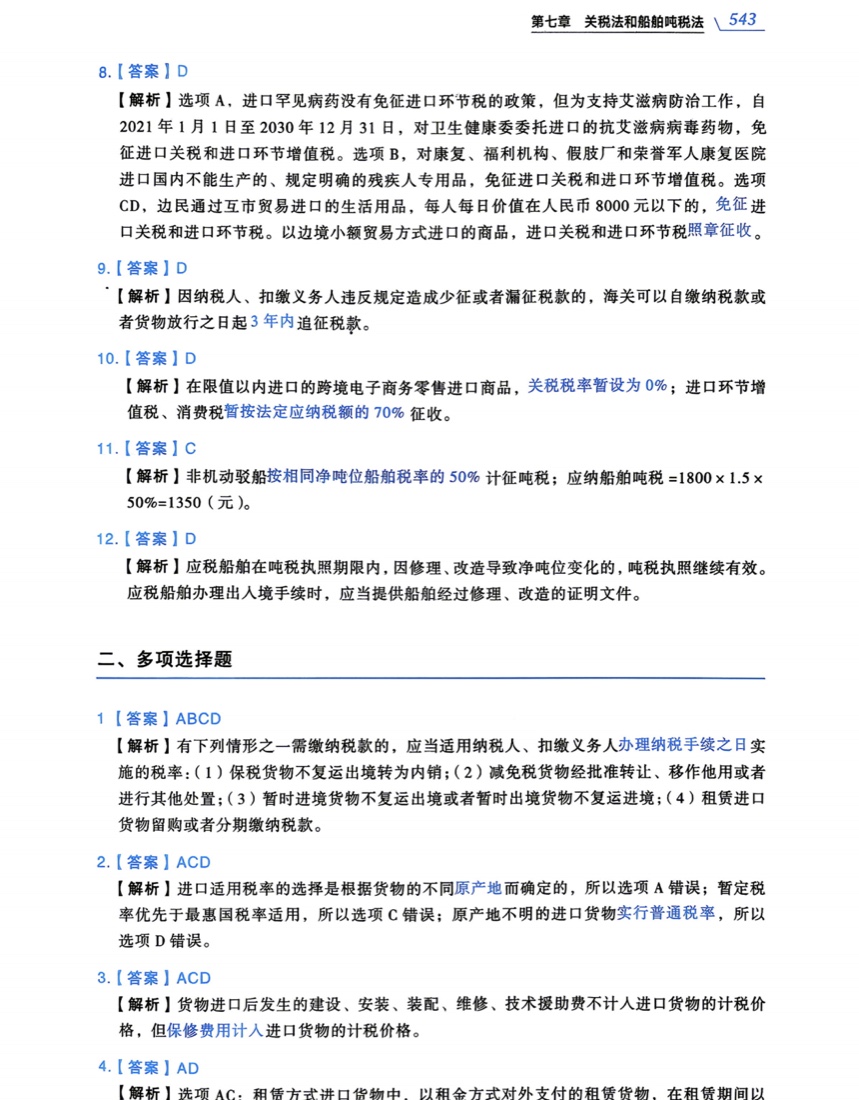 第七章 关税法和船舶吨税法 543
8.【答案】D
【解析】选项 A，进口罕见病药没有免征进口环节税的政策，但为支持艾滋病防治工作，自
2021 年 1 月 1 日至 2030 年 12 月 31 日，对卫生健康委委托进口的抗艾滋病病毒药物，免
征进口关税和进口环节增值税。选项 B，对康复、福利机构、假肢厂和荣誉军人康复医院
进口国内不能生产的、规定明确的残疾人专用品，免征进口关税和进口环节增值税。选项
CD，边民通过互市贸易进口的生活用品，每人每日价值在人民币 8000 元以下的，免征进
口关税和进口环节税。以边境小额贸易方式进口的商品，进口关税和进口环节税照章征收。
9.【答案】D
【解析】因纳税人、扣缴义务人违反规定造成少征或者漏征税款的，海关可以自缴纳税款或
者货物放行之日起 3 年内追征税款。
10.【答案】D
【解析】在限值以内进口的跨境电子商务零售进口商品，关税税率暂设为 0%；进口环节增
值税、消费税暂按法定应纳税额的 70% 征收。
11.【答案】C
【解析】非机动驳船按相同净吨位船舶税率的 50% 计征吨税；应纳船舶吨税 =1800 × 1.5 ×
50%=1350（元）。
12.【答案】D
【解析】应税船舶在吨税执照期限内，因修理、改造导致净吨位变化的，吨税执照继续有效。
应税船舶办理出入境手续时，应当提供船舶经过修理、改造的证明文件。
二、多项选择题
1【答案】ABCD
【解析】有下列情形之一需缴纳税款的，应当适用纳税人、扣缴义务人办理纳税手续之日实
施的税率：（1）保税货物不复运出境转为内销；（2）减免税货物经批准转让、移作他用或者
进行其他处置；（3）暂时进境货物不复运出境或者暂时出境货物不复运进境；（4）租赁进口
货物留购或者分期缴纳税款。
2.【答案】ACD
【解析】进口适用税率的选择是根据货物的不同原产地而确定的，所以选项 A 错误；暂定税
率优先于最惠国税率适用，所以选项 C 错误；原产地不明的进口货物实行普通税率，所以
选项 D 错误。
3.【答案】ACD
【解析】货物进口后发生的建设、安装、装配、维修、技术援助费不计入进口货物的计税价
格，但保修费用计入进口货物的计税价格。
4.【答案】AD
【解析】选项 AC：租赁方式进口货物中，以租金方式对外支付的租赁货物，在租赁期间以